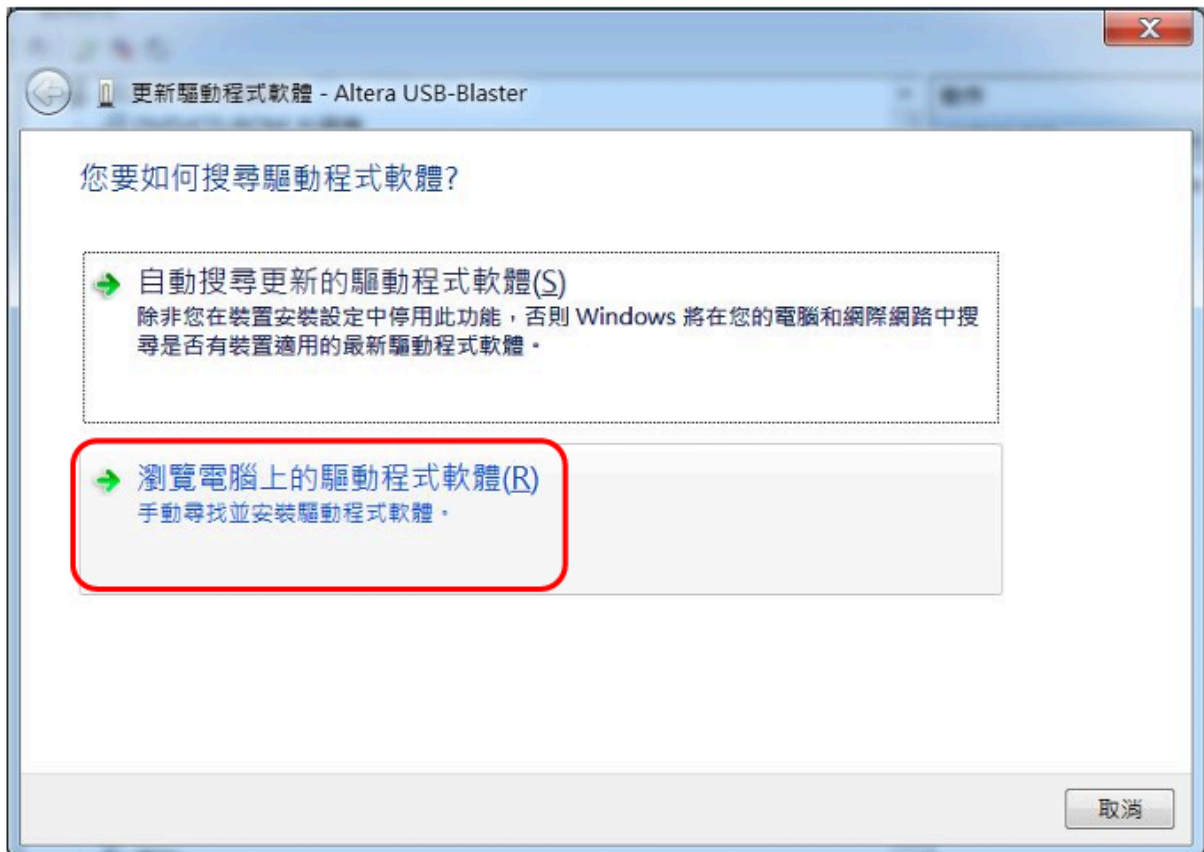 更新驅動程式軟體 - Altera USB-Blaster
您要如何搜尋驅動程式軟體?
自動搜尋更新的驅動程式軟體(S)
除非您在裝置安裝設定中停用此功能，否則 Windows 將在您的電腦和網際網路中搜
尋是否有裝置適用的最新驅動程式軟體。
瀏覽電腦上的驅動程式軟體(R)
手動尋找並安裝驅動程式軟體。
取消